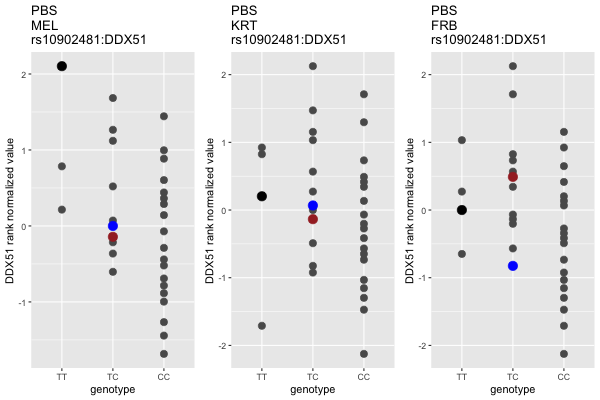 PBS
MEL
rs10902481:DDX51
DDX51 rank normalized value
2
1
0
-1
TT TC CC
genotype
PBS
KRT
rs10902481:DDX51
DDX51 rank normalized value
2
1
0
-1
-2
TT TC CC
genotype
PBS
FRB
rs10902481:DDX51
DDX51 rank normalized value
2
1
0
-1
-2
TT TC CC
genotype